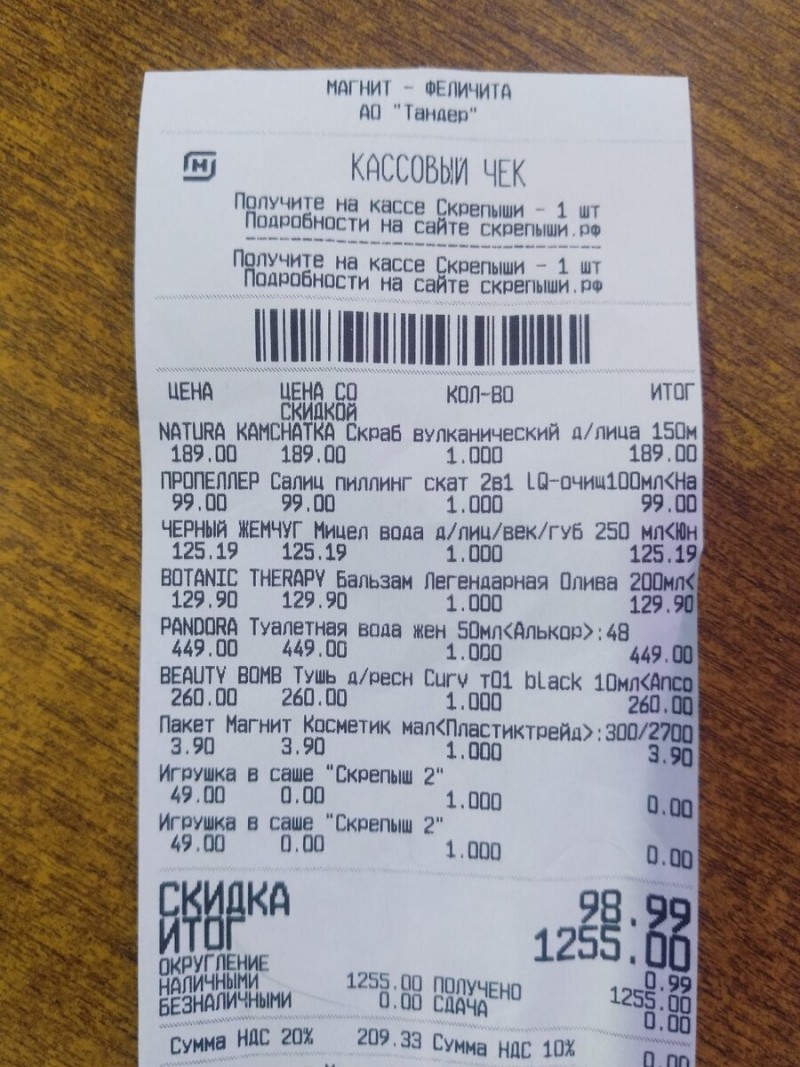 МАГНИТ - ФЕЛИЧИТА
АО "Тандер"
М
КАССОВЫЙ ЧЕК
Получите на кассе Скрепыши - 1 шт
Подробности на сайте скрепыши.рф
Получите на кассе Скрепыши - 1 шт
Подробности на сайте скрепыши.рф
ЦЕНА ЦЕНА СО СКИДКОЙ КОЛ-ВО ИТОГ
NATURA KAMCHATKA Скраб вулканический д/лица 150м
189.00 189.00 1.000 189.00
ПРОПЕЛЛЕР Салиц пиллинг скат 2в1 LQ-очищ100мл<На
99.00 99.00 1.000 99.00
ЧЕРНЫЙ ЖЕМЧУГ Мицел вода д/лиц/век/губ 250 мл<Юн
125.19 125.19 1.000 125.19
BOTANIC THERAPY Бальзам Легендарная Олива 200мл<
129.90 129.90 1.000 129.90
PANDORA Туалетная вода жен 50мл<Алькор>:48
449.00 449.00 1.000 449.00
BEAUTY BOMB Тушь д/ресн Curv т01 black 10мл<Апсо
260.00 260.00 1.000 260.00
Пакет Магнит Косметик мал<Пластиктрейд>:300/2700
3.90 3.90 1.000 3.90
Игрушка в саше "Скрепыш 2"
49.00 0.00 1.000 0.00
Игрушка в саше "Скрепыш 2"
49.00 0.00 1.000 0.00
СКИДКА 98.99
ИТОГ 1255.00
ОКРУГЛЕНИЕ 0.99
НАЛИЧНЫМИ 1255.00 ПОЛУЧЕНО 1255.00
БЕЗНАЛИЧНЫМИ 0.00 СДАЧА 0.00
Сумма НДС 20% 209.33 Сумма НДС 10% 0.00